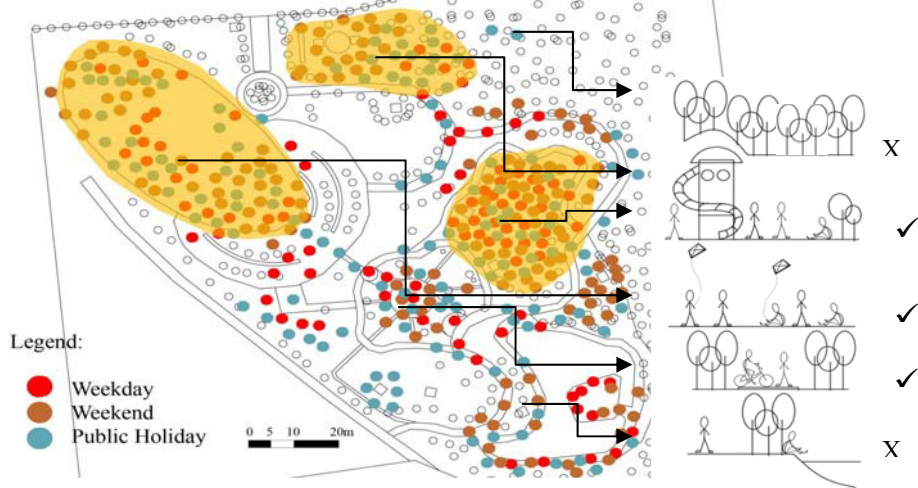 X
✓
✓
✓
X
Legend:
Weekday
Weekend
Public Holiday
0 5 10 20m